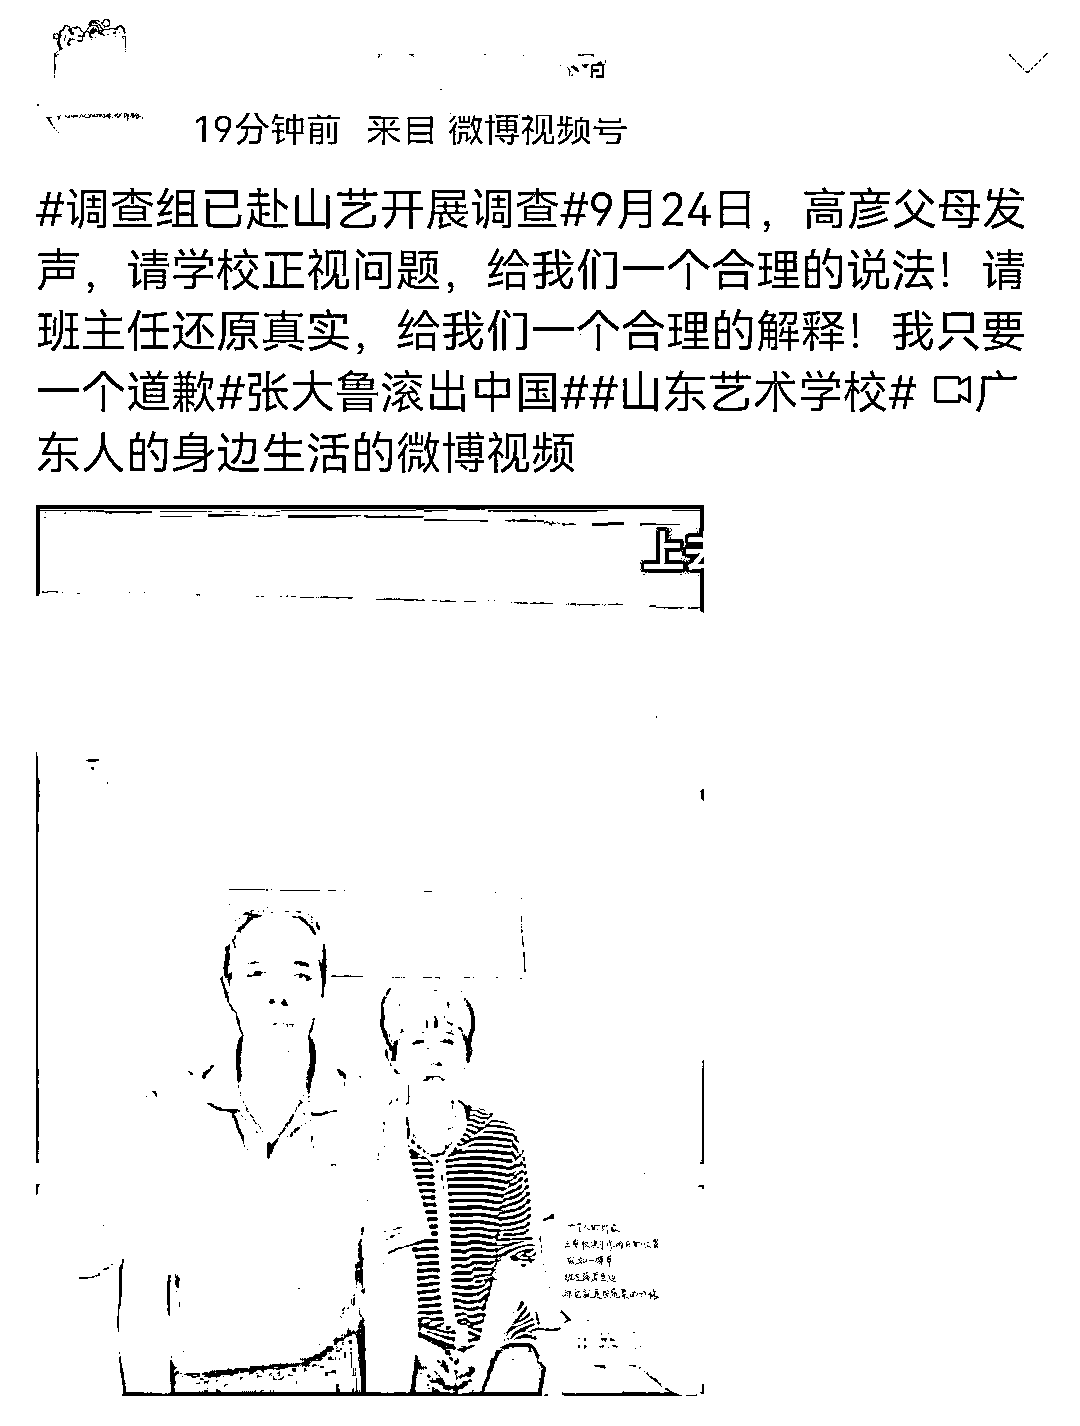 19分钟前 来自 微博视频号
#调查组已赴山艺开展调查#9月24日，高彦父母发
声，请学校正视问题，给我们一个合理的说法！请
班主任还原真实，给我们一个合理的解释！我只要
一个道歉#张大鲁滚出中国##山东艺术学校# 广
东人的身边生活的微博视频
上去